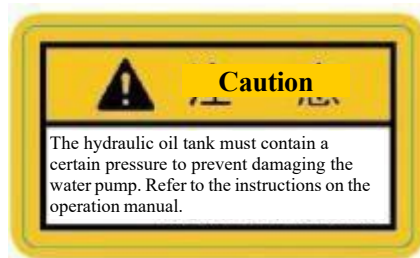 Caution
The hydraulic oil tank must contain a
certain pressure to prevent damaging the
water pump. Refer to the instructions on the
operation manual.